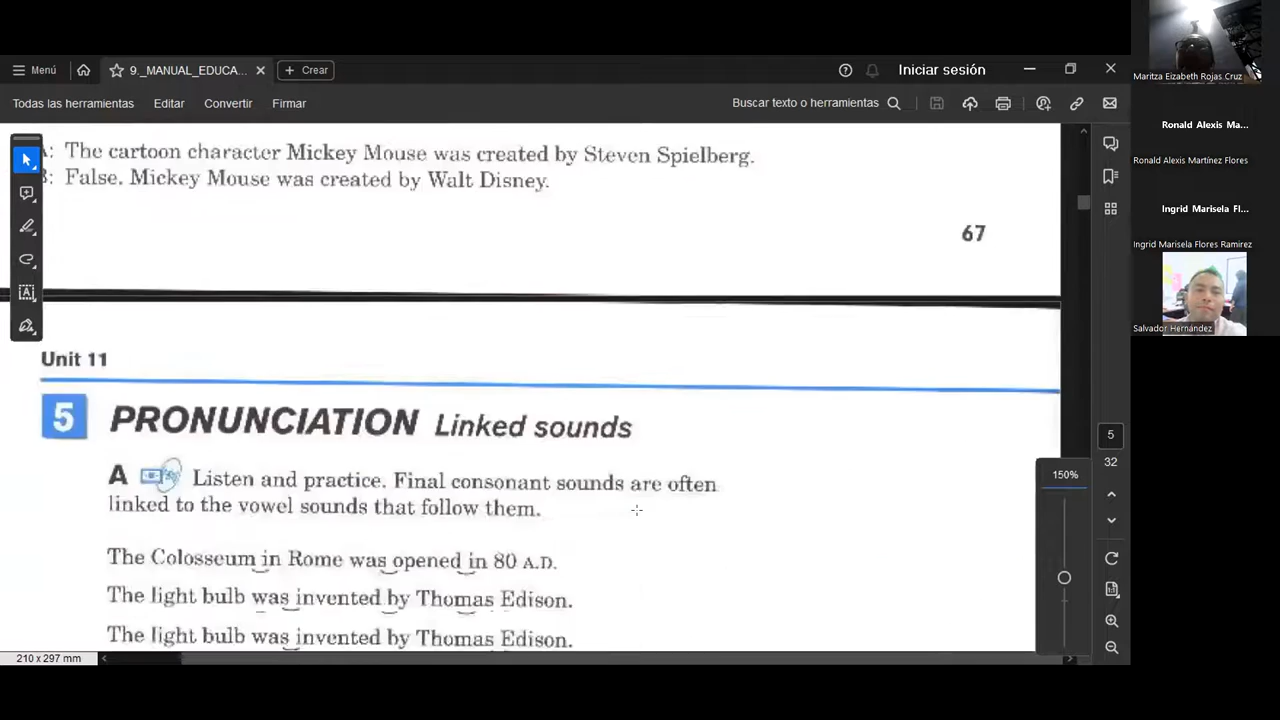 Menú
9._MANUAL_EDUCA...
Crear
Iniciar sesión
Todas las herramientas
Editar
Convertir
Firmar
Buscar texto o herramientas
A: The cartoon character Mickey Mouse was created by Steven Spielberg.
B: False. Mickey Mouse was created by Walt Disney.
67
Unit 11
5 PRONUNCIATION Linked sounds
A Listen and practice. Final consonant sounds are often
linked to the vowel sounds that follow them.
The Colosseum in Rome was opened in 80 A.D.
The light bulb was invented by Thomas Edison.
The light bulb was invented by Thomas Edison.
210 x 297 mm
5
32
150%
Maritza Eizabeth Rojas Cruz
Ronald Alexis Ma...
Ronald Alexis Martínez Flores
Ingrid Marisela Fl...
Ingrid Marisela Flores Ramirez
Salvador Hernández